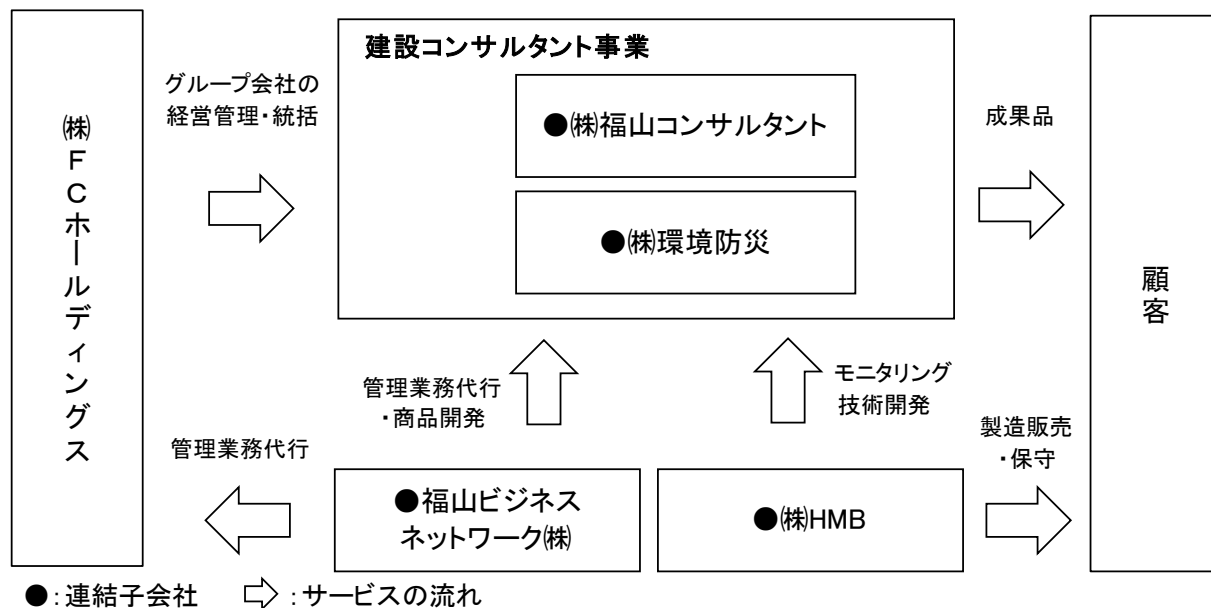 ㈱FCホールディングス
グループ会社の
経営管理・統括
建設コンサルタント事業
●㈱福山コンサルタント
●㈱環境防災
成果品
顧客
管理業務代行
・商品開発
モニタリング
技術開発
管理業務代行
●福山ビジネス
ネットワーク㈱
●㈱HMB
製造販売
・保守
●：連結子会社 ⇨：サービスの流れ